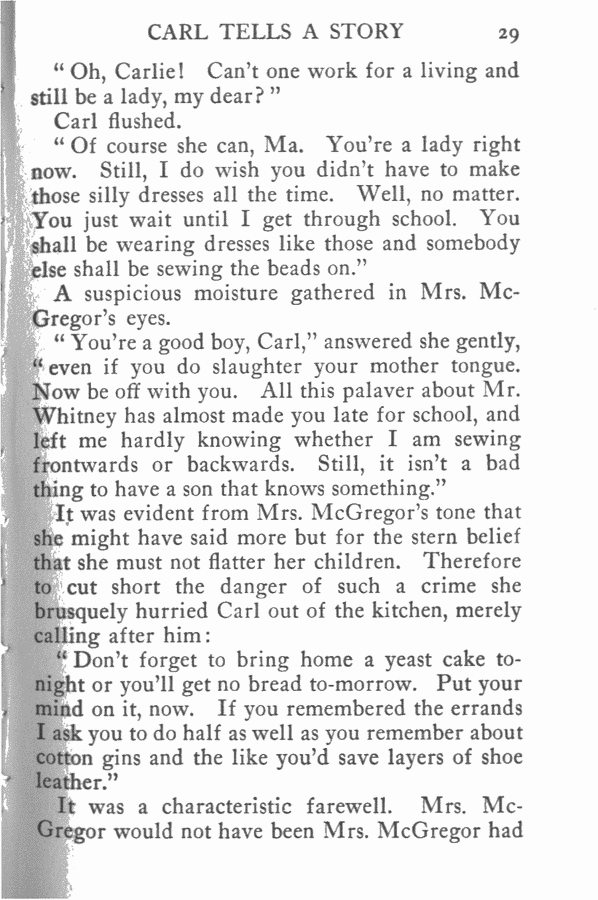 CARL TELLS A STORY 29
" Oh, Carlie! Can't one work for a living and
still be a lady, my dear? "
Carl flushed.
" Of course she can, Ma. You're a lady right
now. Still, I do wish you didn't have to make
those silly dresses all the time. Well, no matter.
You just wait until I get through school. You
shall be wearing dresses like those and somebody
else shall be sewing the beads on."
A suspicious moisture gathered in Mrs. Mc-
Gregor's eyes.
" You're a good boy, Carl," answered she gently,
" even if you do slaughter your mother tongue.
Now be off with you. All this palaver about Mr.
Whitney has almost made you late for school, and
left me hardly knowing whether I am sewing
frontwards or backwards. Still, it isn't a bad
thing to have a son that knows something."
It was evident from Mrs. McGregor's tone that
she might have said more but for the stern belief
that she must not flatter her children. Therefore
to cut short the danger of such a crime she
brusquely hurried Carl out of the kitchen, merely
calling after him:
" Don't forget to bring home a yeast cake to-
night or you'll get no bread to-morrow. Put your
mind on it, now. If you remembered the errands
I ask you to do half as well as you remember about
cotton gins and the like you'd save layers of shoe
leather."
It was a characteristic farewell. Mrs. Mc-
Gregor would not have been Mrs. McGregor had